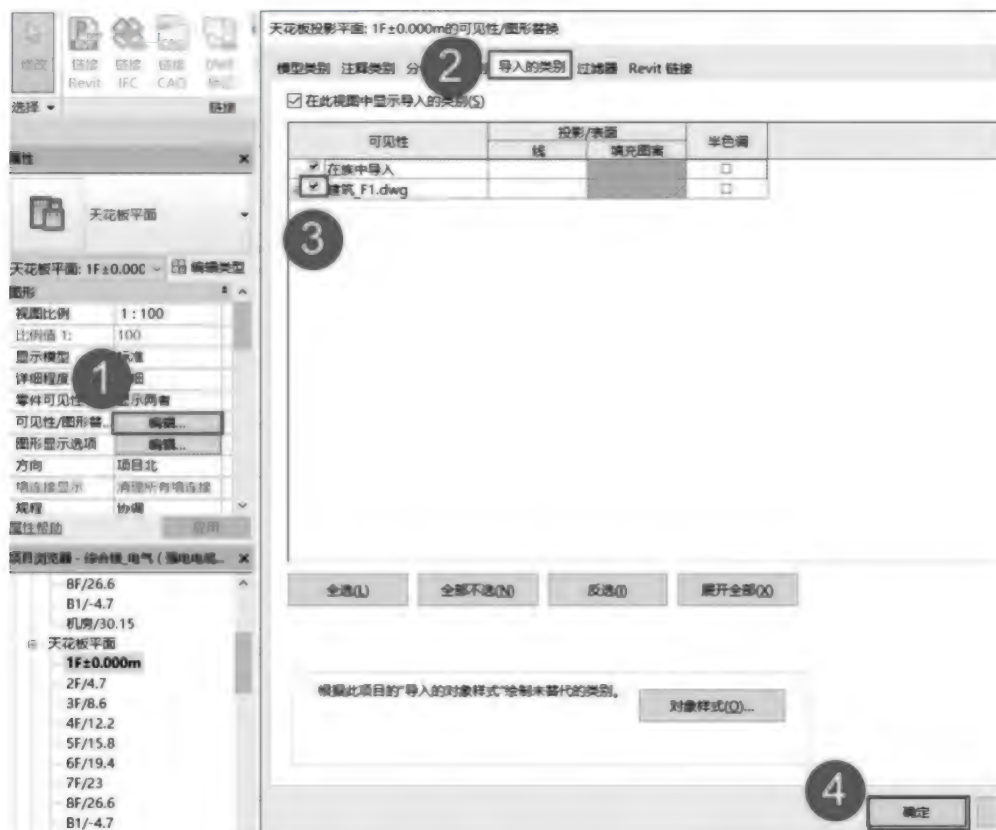 修改
链接 链接 链接 DWF
Revit IFC CAD 标记
选择
链接
属性
天花板平面
天花板平面: 1F±0.000 编辑类型
图形
视图比例 1 : 100
比例值 1: 100
显示模型 标准
详细程度
零件可见性 显示两者
可见性/图形替... 编辑...
图形显示选项 编辑...
方向 项目北
墙连接显示 清理所有墙连接
规程 协调
属性帮助 应用
8F/26.6
B1/-4.7
机房/30.15
天花板平面
1F±0.000m
2F/4.7
3F/8.6
4F/12.2
5F/15.8
6F/19.4
7F/23
8F/26.6
B1/-4.7
1
天花板投影平面: 1F±0.000m的可见性/图形替换
2
模型类别 注释类别 分 导入的类别 过滤器 Revit 链接
在此视图中显示导入的类别(S)
可见性 投影/表面 半色调
线 填充图案
在族中导入
建筑_F1.dwg
3
全选(L) 全部不选(N) 反选(I) 展开全部(X)
根据此项目的"导入的对象样式"绘制未替代的类别。
对象样式(O)...
4
确定